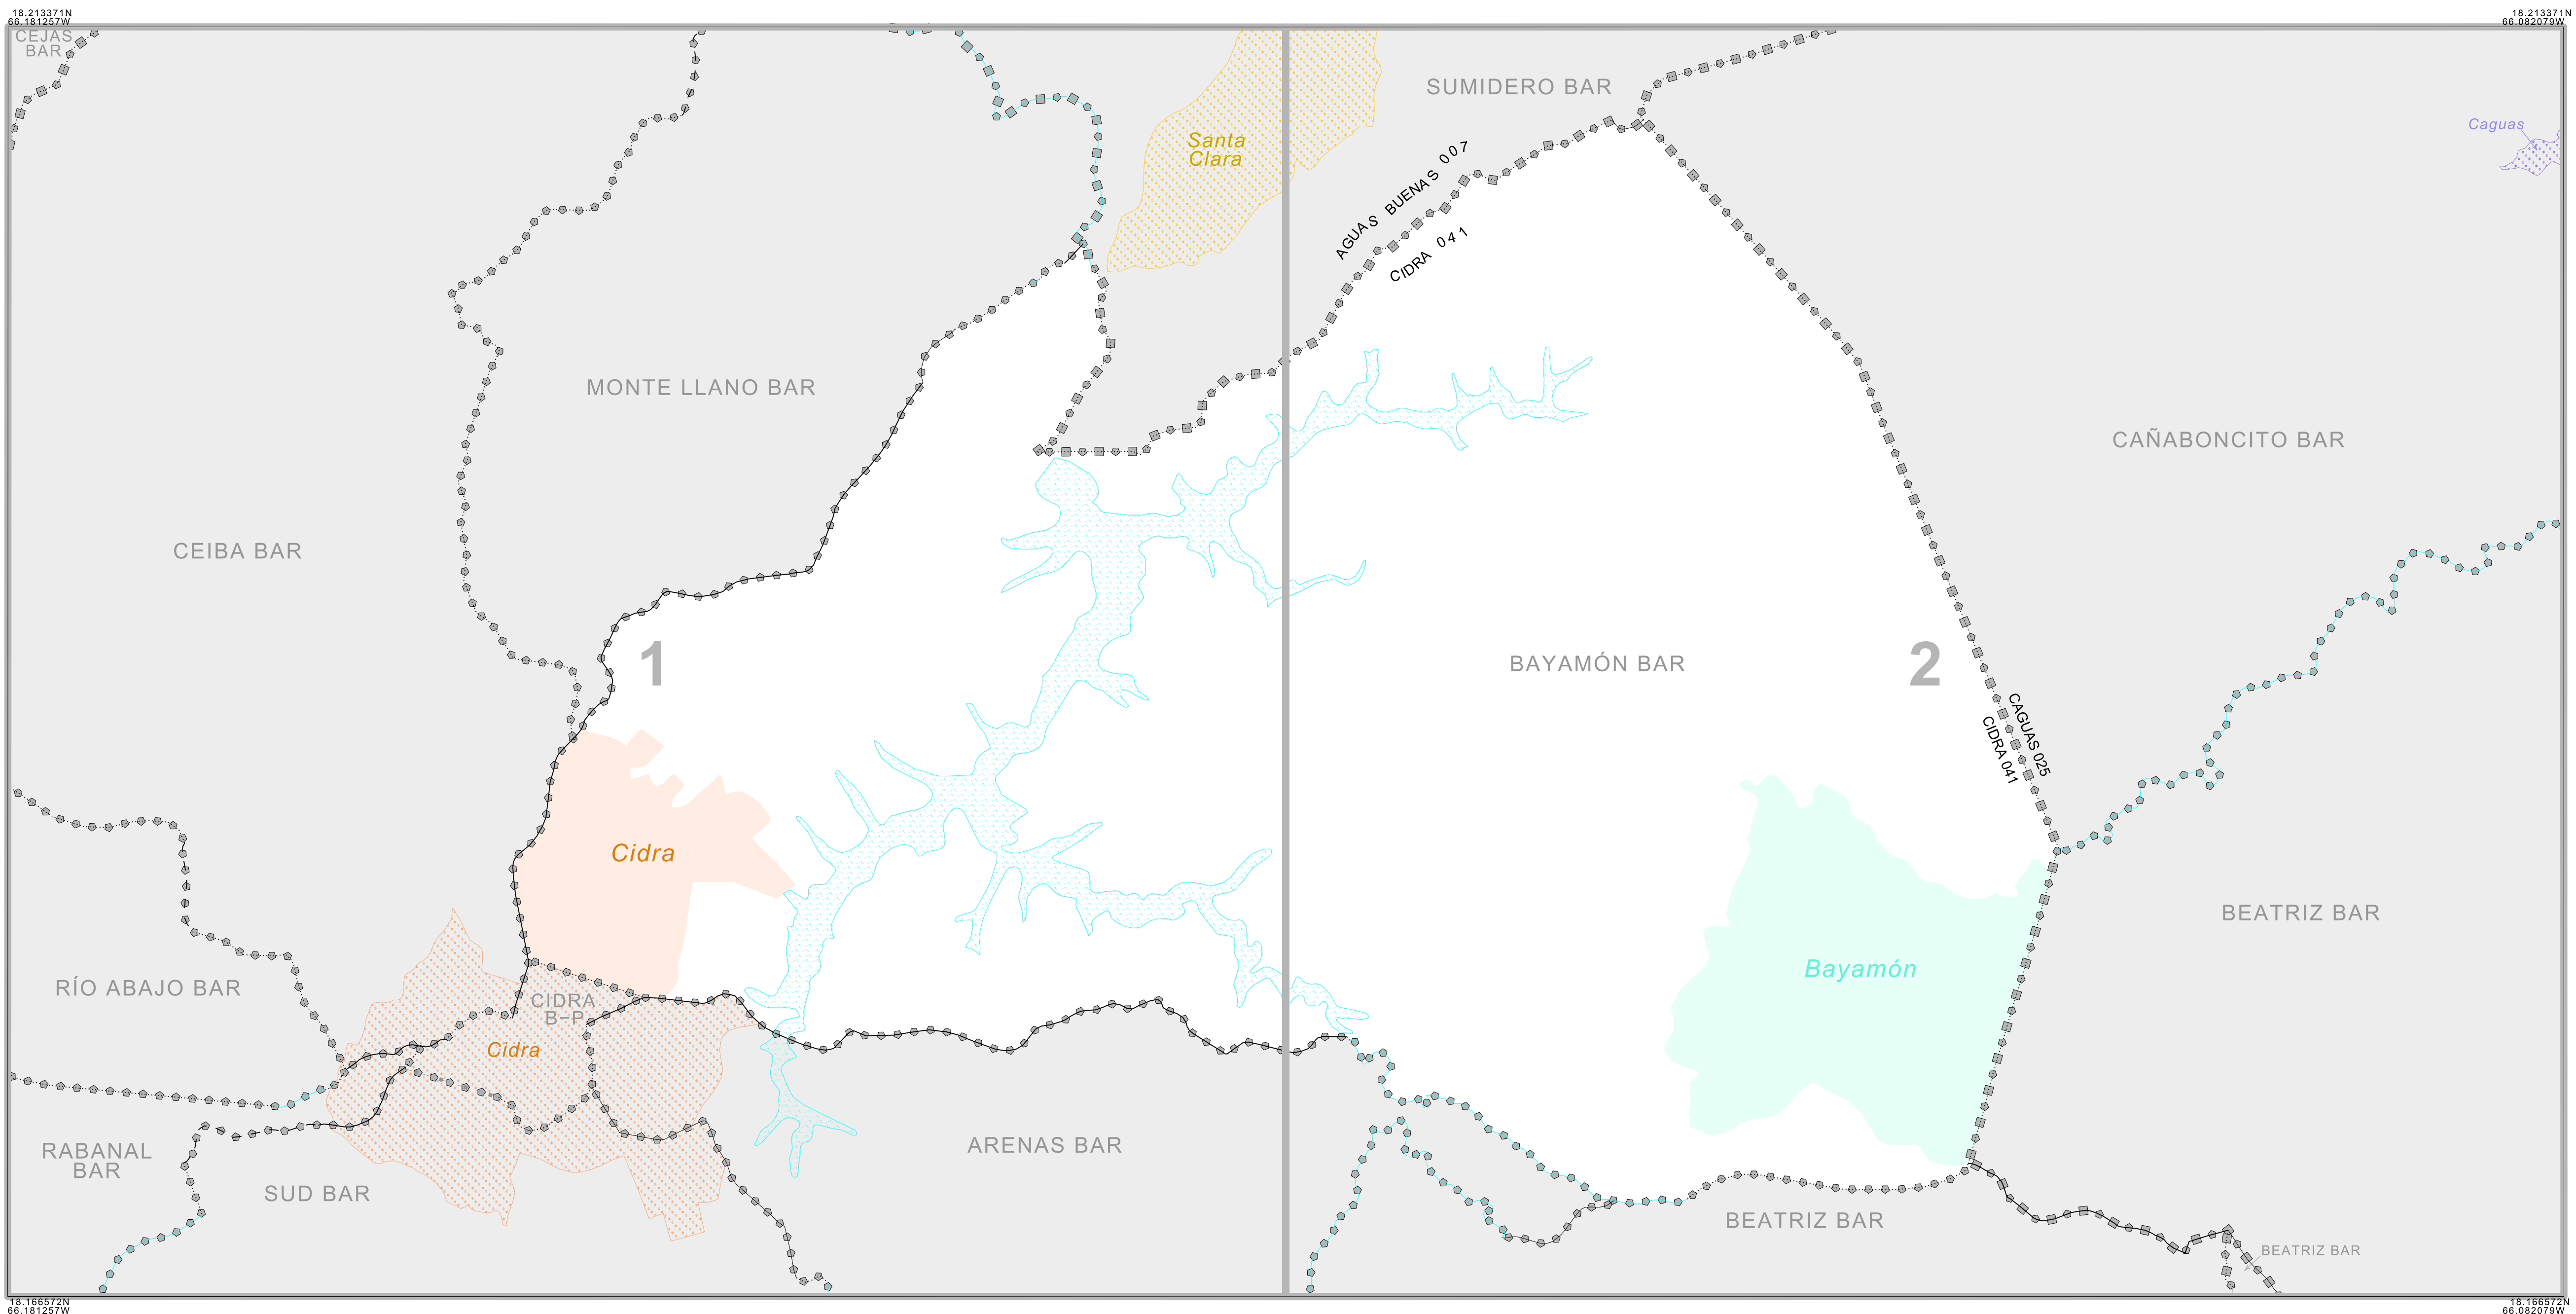 18.213371N
66.181257W
18.213371N
66.082079W
CEJAS
BAR
SUMIDERO BAR
Santa
Clara
Caguas
AGUAS BUENAS 007
CIDRA 041
MONTE LLANO BAR
CAÑABONCITO BAR
CEIBA BAR
1
BAYAMÓN BAR
2
CAGUAS 025
CIDRA 041
Cidra
BEATRIZ BAR
Bayamón
RÍO ABAJO BAR
CIDRA
B-P
Cidra
ARENAS BAR
RABANAL
BAR
SUD BAR
BEATRIZ BAR
BEATRIZ BAR
18.166572N
66.181257W
18.166572N
66.082079W